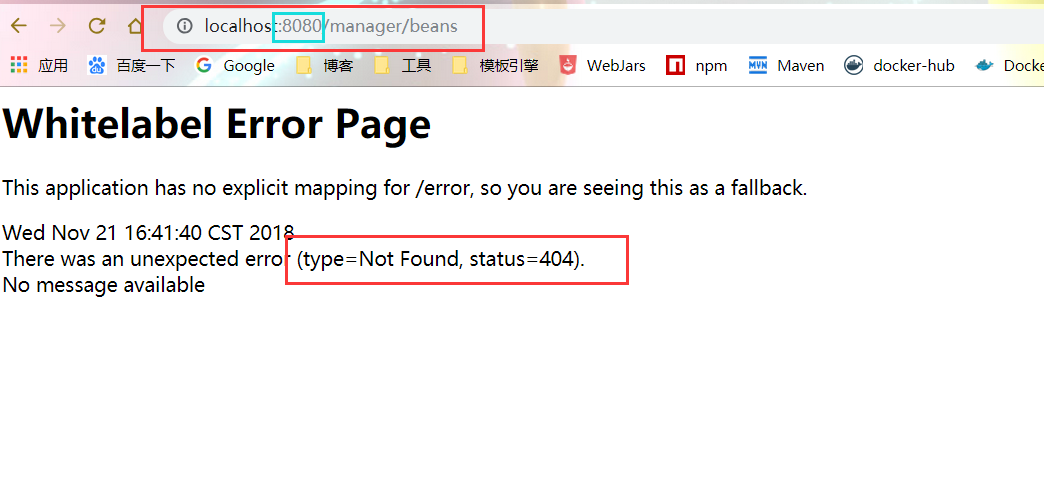 localhost:8080/manager/beans
应用 百度一下 Google 博客 工具 模板引擎 WebJars npm MVN Maven docker-hub Docke
Whitelabel Error Page
This application has no explicit mapping for /error, so you are seeing this as a fallback.
Wed Nov 21 16:41:40 CST 2018
There was an unexpected error (type=Not Found, status=404).
No message available